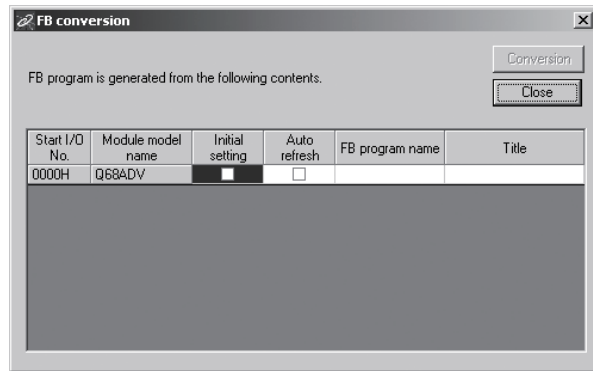 FB conversion
Conversion
FB program is generated from the following contents.
Close
Start I/O No. Module model name Initial setting Auto refresh FB program name Title
0000H Q68ADV